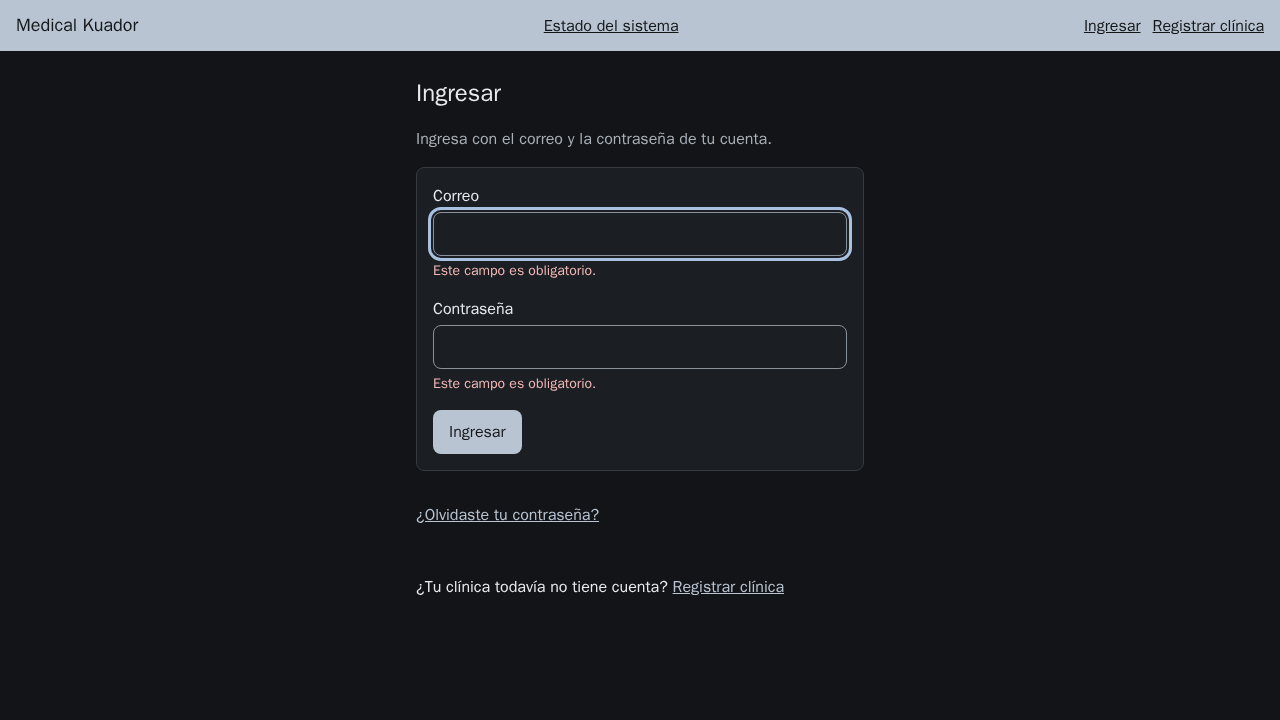 Medical Kuador
Estado del sistema
Ingresar
Registrar clínica
Ingresar
Ingresa con el correo y la contraseña de tu cuenta.
Correo
Este campo es obligatorio.
Contraseña
Este campo es obligatorio.
Ingresar
¿Olvidaste tu contraseña?
¿Tu clínica todavía no tiene cuenta? Registrar clínica